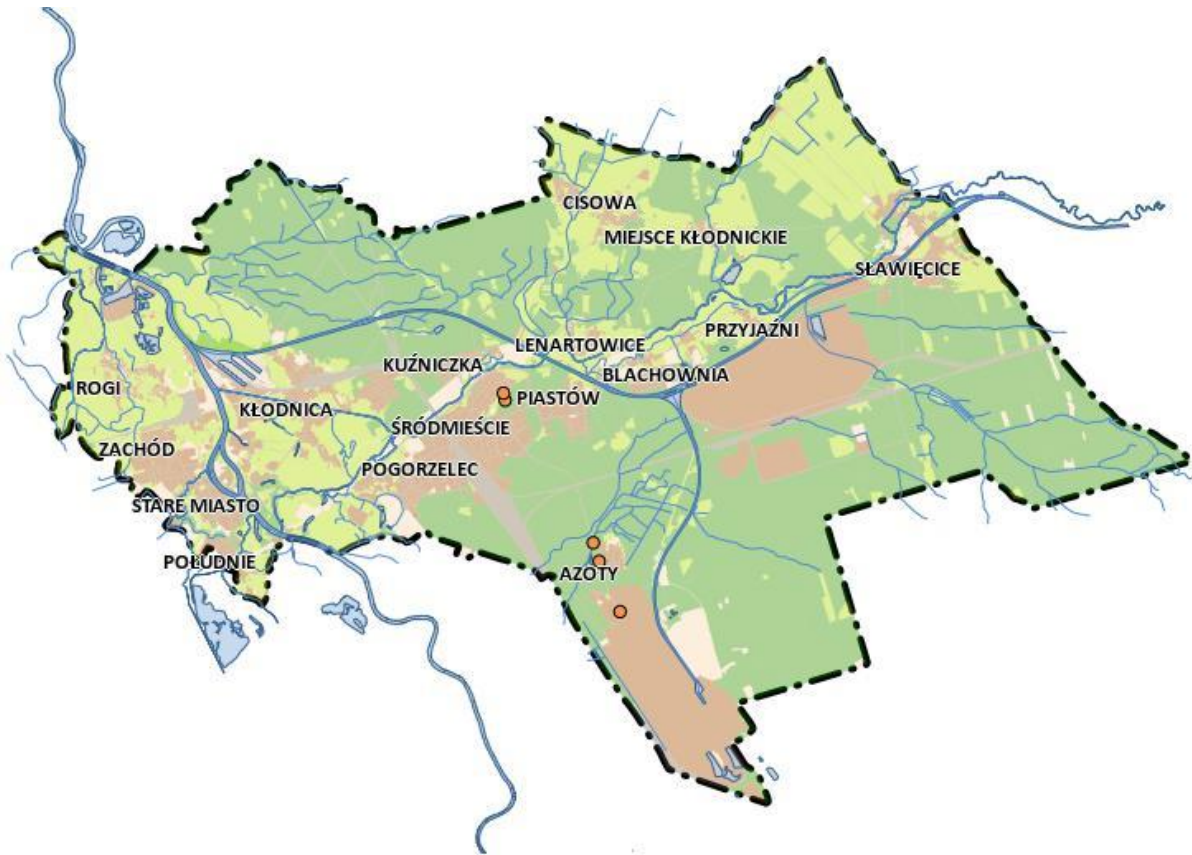 CISOWA
MIEJSCE KŁODNICKIE
SŁAWIĘCICE
PRZYJAŹNI
LENARTOWICE
KUŹNICZKA
BLACHOWNIA
ROGI
PIASTÓW
KŁODNICA
ŚRÓDMIEŚCIE
ZACHÓD
POGORZELEC
STARE MIASTO
POŁUDNIE
AZOTY